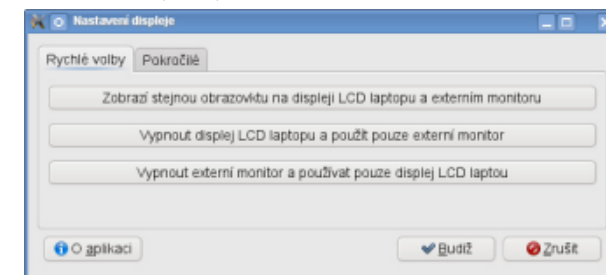 Nastavení displeje
Rychlé volby Pokročilé
Zobrazí stejnou obrazovktu na displeji LCD laptopu a externím monitoru
Vypnout displej LCD laptopu a použít pouze externí monitor
Vypnout externí monitor a používat pouze displej LCD laptou
O aplikaci Budiž Zrušit